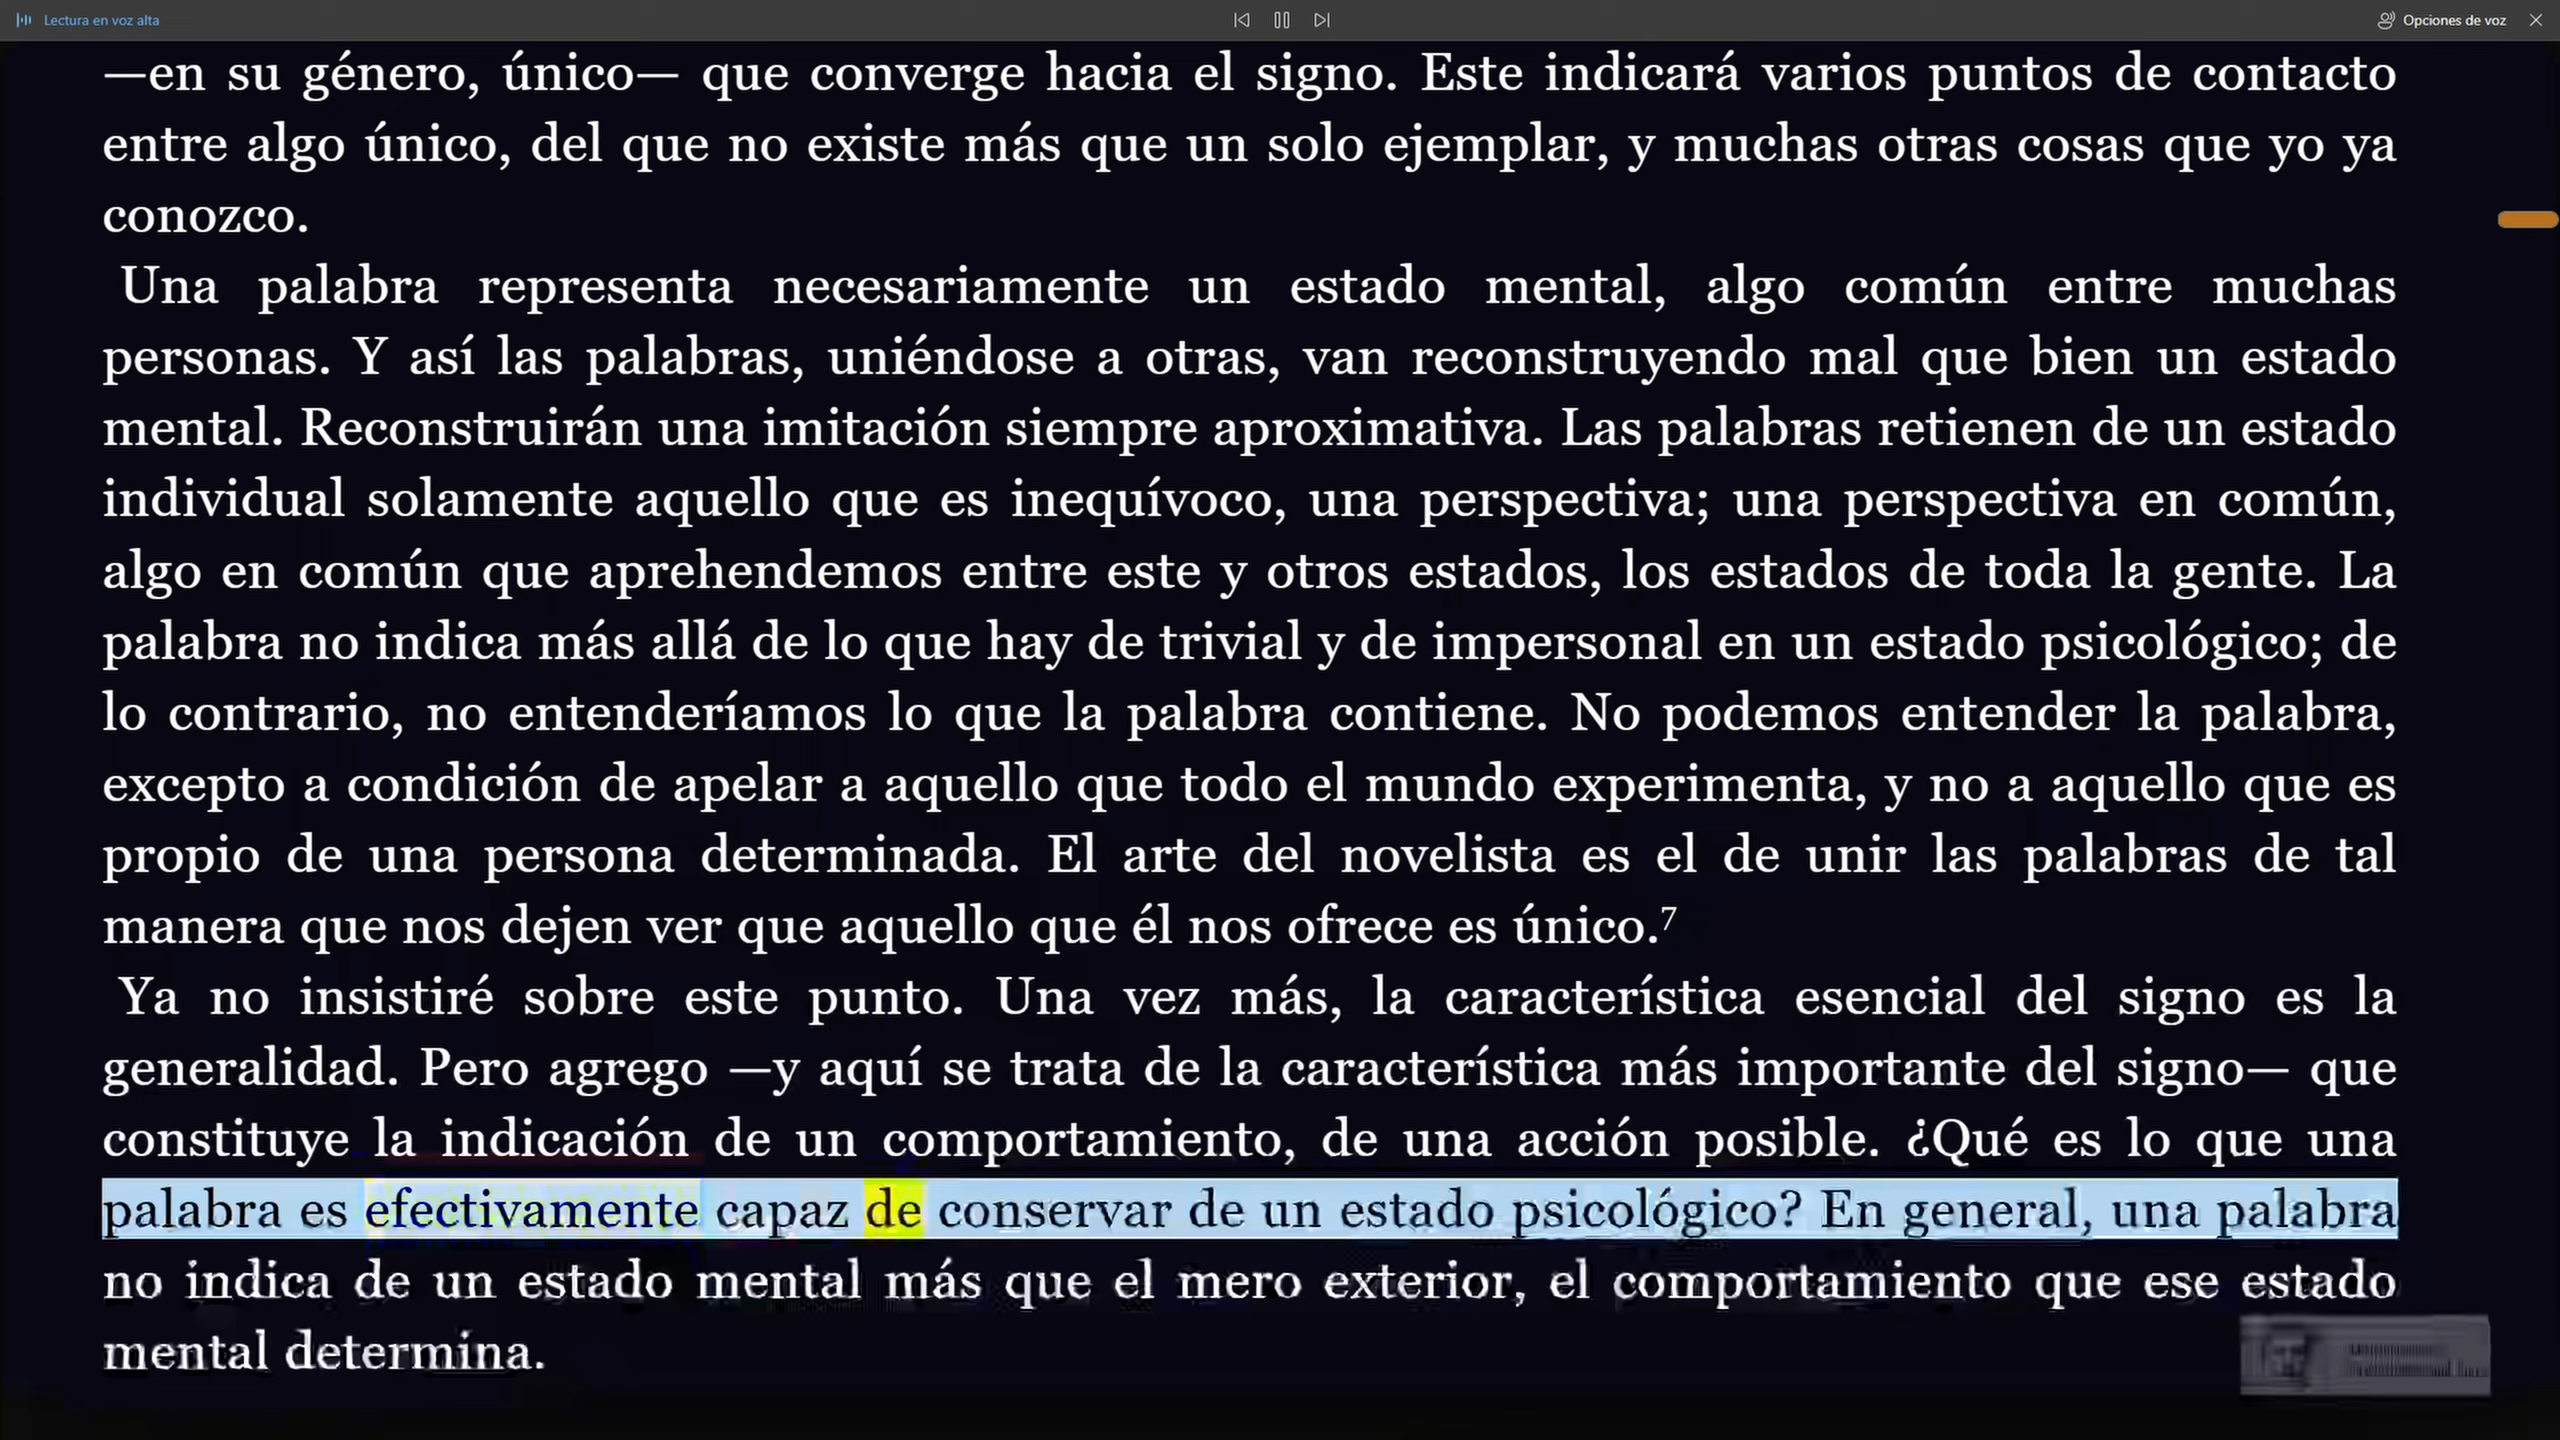 Lectura en voz alta
Opciones de voz
—en su género, único— que converge hacia el signo. Este indicará varios puntos de contacto
entre algo único, del que no existe más que un solo ejemplar, y muchas otras cosas que yo ya
conozco.
Una palabra representa necesariamente un estado mental, algo común entre muchas
personas. Y así las palabras, uniéndose a otras, van reconstruyendo mal que bien un estado
mental. Reconstruirán una imitación siempre aproximativa. Las palabras retienen de un estado
individual solamente aquello que es inequívoco, una perspectiva; una perspectiva en común,
algo en común que aprehendemos entre este y otros estados, los estados de toda la gente. La
palabra no indica más allá de lo que hay de trivial y de impersonal en un estado psicológico; de
lo contrario, no entenderíamos lo que la palabra contiene. No podemos entender la palabra,
excepto a condición de apelar a aquello que todo el mundo experimenta, y no a aquello que es
propio de una persona determinada. El arte del novelista es el de unir las palabras de tal
manera que nos dejen ver que aquello que él nos ofrece es único.⁷
Ya no insistiré sobre este punto. Una vez más, la característica esencial del signo es la
generalidad. Pero agrego —y aquí se trata de la característica más importante del signo— que
constituye la indicación de un comportamiento, de una acción posible. ¿Qué es lo que una
palabra es efectivamente capaz de conservar de un estado psicológico? En general, una palabra
no indica de un estado mental más que el mero exterior, el comportamiento que ese estado
mental determina.